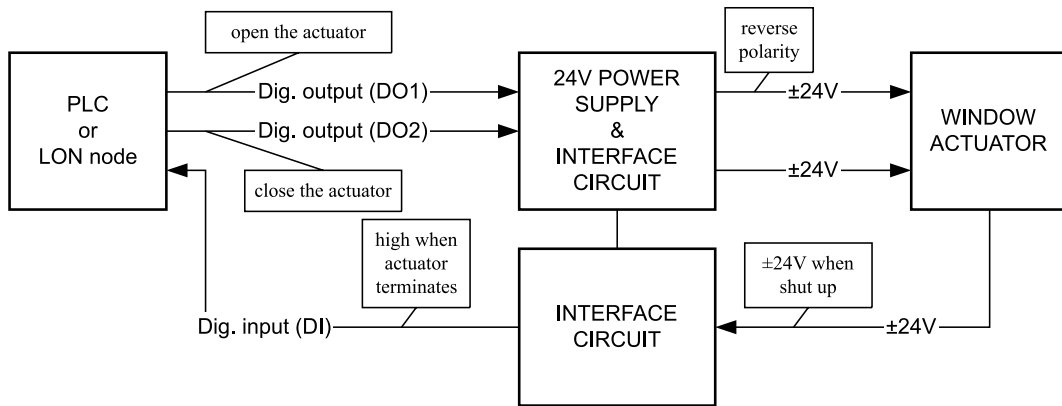 open the actuator
reverse
polarity
PLC
or
LON node
Dig. output (DO1)
Dig. output (DO2)
24V POWER
SUPPLY
&
INTERFACE
CIRCUIT
±24V
±24V
WINDOW
ACTUATOR
close the actuator
high when
actuator
terminates
±24V when
shut up
Dig. input (DI)
INTERFACE
CIRCUIT
±24V